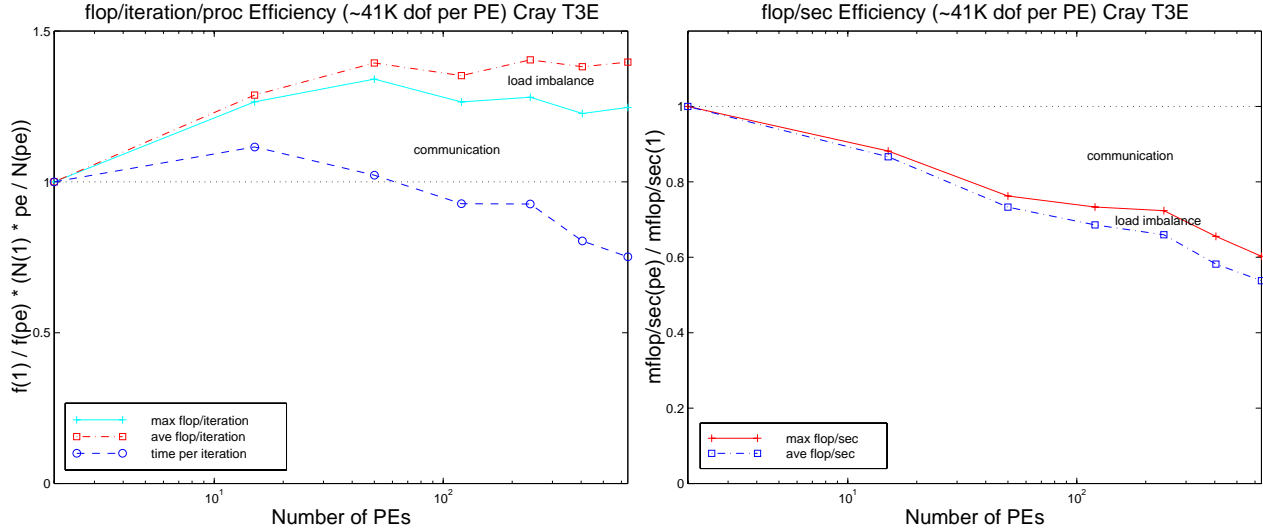 flop/iteration/proc Efficiency (~41K dof per PE) Cray T3E
f(1) / f(pe) * (N(1) * pe / N(pe))
1.5
1
0.5
0
load imbalance
communication
max flop/iteration
ave flop/iteration
time per iteration
10^1
10^2
Number of PEs
flop/sec Efficiency (~41K dof per PE) Cray T3E
mflop/sec(pe) / mflop/sec(1)
1
0.8
0.6
0.4
0.2
0
communication
load imbalance
max flop/sec
ave flop/sec
10^1
10^2
Number of PEs